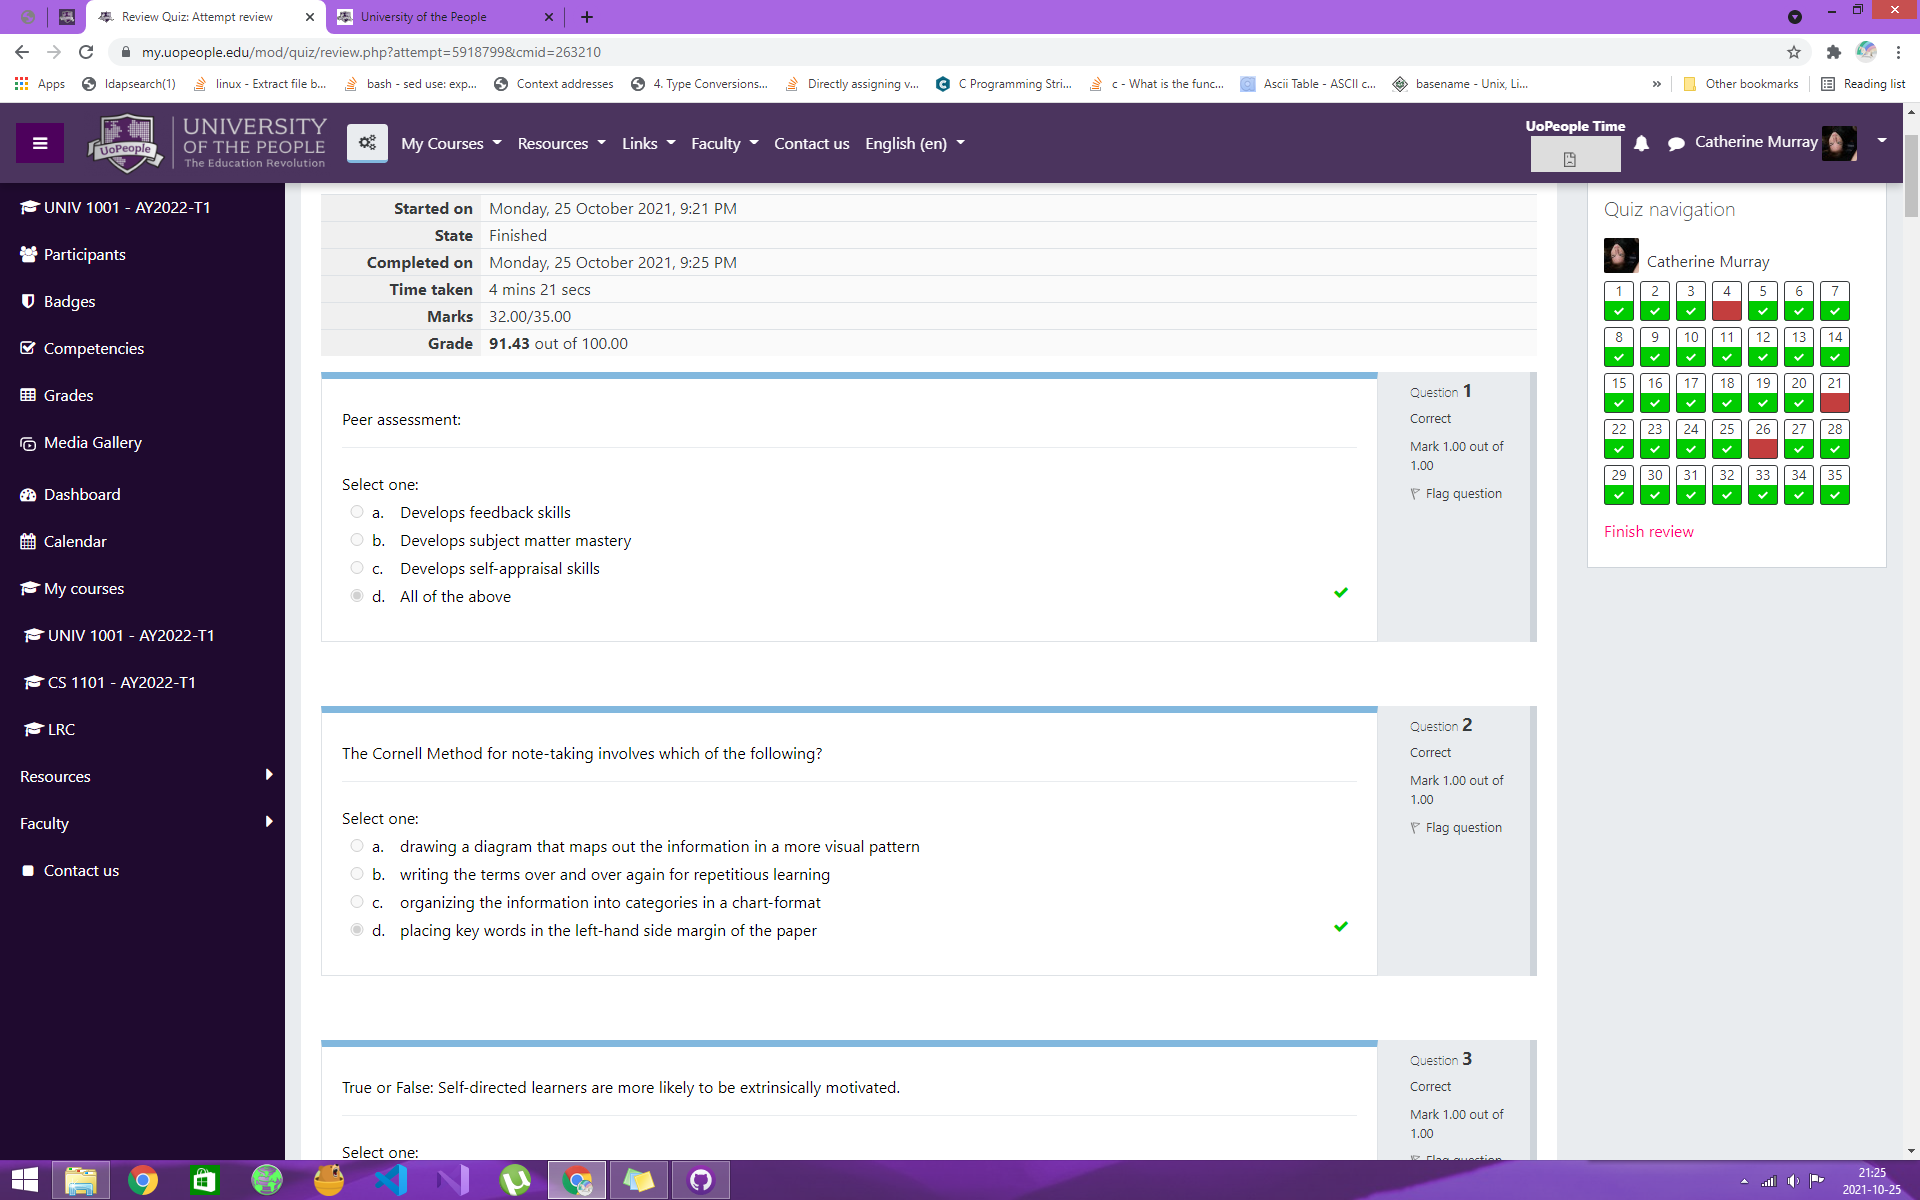 Review Quiz: Attempt review
University of the People
my.uopeople.edu/mod/quiz/review.php?attempt=5918799&cmid=263210
Apps
ldapsearch(1)
linux - Extract file b...
bash - sed use: exp...
Context addresses
4. Type Conversions...
Directly assigning v...
C Programming Stri...
c - What is the func...
Ascii Table - ASCII c...
basename - Unix, Li...
»
Other bookmarks
Reading list
UoPeople
UNIVERSITY
OF THE PEOPLE
The Education Revolution
My Courses
Resources
Links
Faculty
Contact us
English (en)
UoPeople Time
Catherine Murray
UNIV 1001 - AY2022-T1
Participants
Badges
Competencies
Grades
Media Gallery
Dashboard
Calendar
My courses
UNIV 1001 - AY2022-T1
CS 1101 - AY2022-T1
LRC
Resources
Faculty
Contact us
Started on Monday, 25 October 2021, 9:21 PM
State Finished
Completed on Monday, 25 October 2021, 9:25 PM
Time taken 4 mins 21 secs
Marks 32.00/35.00
Grade 91.43 out of 100.00
Peer assessment:
Select one:
a. Develops feedback skills
b. Develops subject matter mastery
c. Develops self-appraisal skills
d. All of the above
Question 1
Correct
Mark 1.00 out of
1.00
Flag question
The Cornell Method for note-taking involves which of the following?
Select one:
a. drawing a diagram that maps out the information in a more visual pattern
b. writing the terms over and over again for repetitious learning
c. organizing the information into categories in a chart-format
d. placing key words in the left-hand side margin of the paper
Question 2
Correct
Mark 1.00 out of
1.00
Flag question
True or False: Self-directed learners are more likely to be extrinsically motivated.
Select one:
Question 3
Correct
Mark 1.00 out of
1.00
Flag question
Quiz navigation
Catherine Murray
1 2 3 4 5 6 7
8 9 10 11 12 13 14
15 16 17 18 19 20 21
22 23 24 25 26 27 28
29 30 31 32 33 34 35
Finish review
21:25
2021-10-25